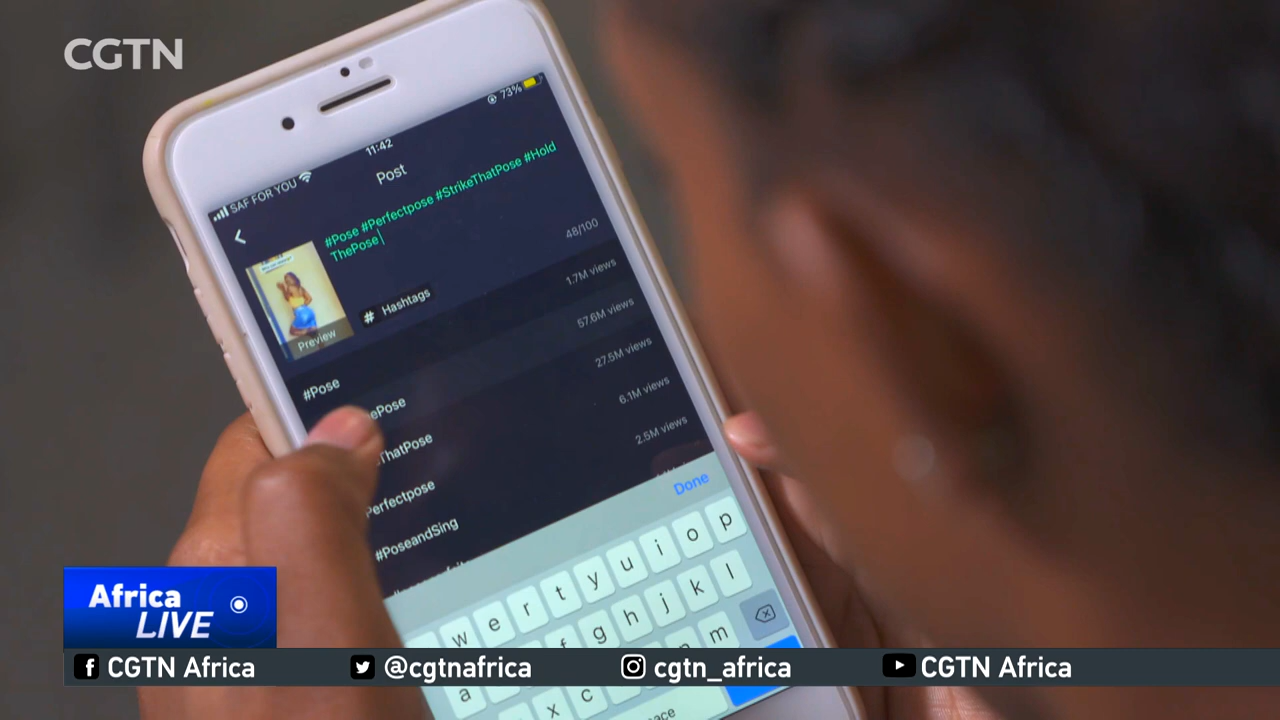 CGTN
SAF FOR YOU
11:42
73%
Post
#Pose #Perfectpose #StrikeThatPose #Hold
ThePose
48/100
Preview
# Hashtags
1.7M views
#Pose
57.6M views
ePose
27.5M views
ThatPose
6.1M views
Perfectpose
2.5M views
#PoseandSing
Done
w e r t y u i o p
a f g h j k l
x c m
Africa
LIVE
CGTN Africa
@cgtnafrica
cgtn_africa
CGTN Africa